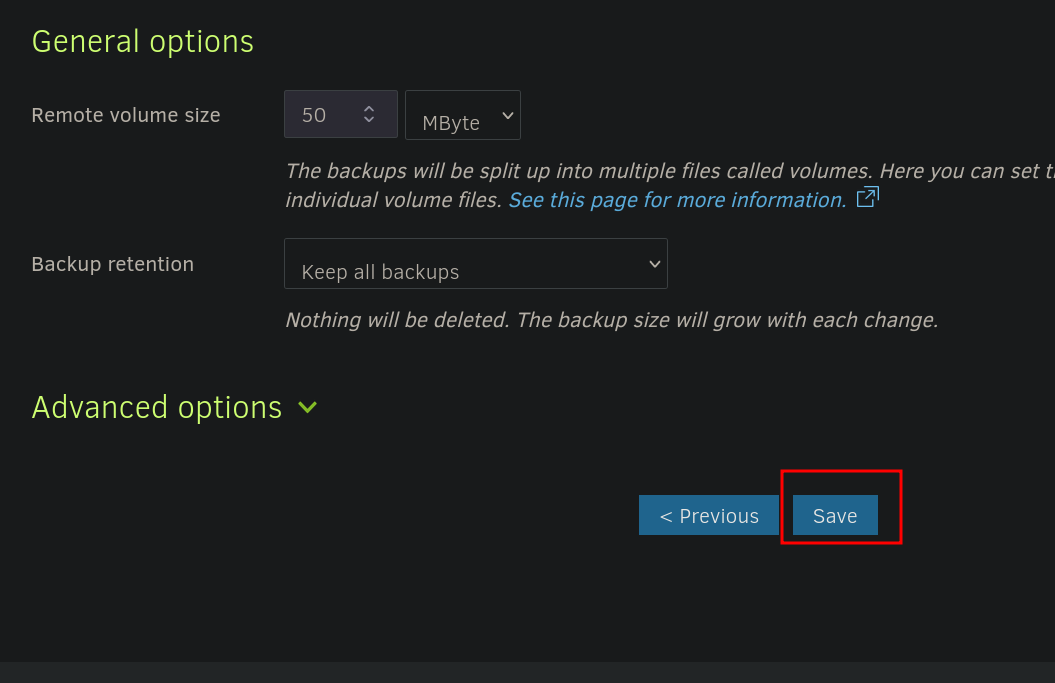 General options
Remote volume size
50
MByte
The backups will be split up into multiple files called volumes. Here you can set
individual volume files. See this page for more information.
Backup retention
Keep all backups
Nothing will be deleted. The backup size will grow with each change.
Advanced options
< Previous
Save